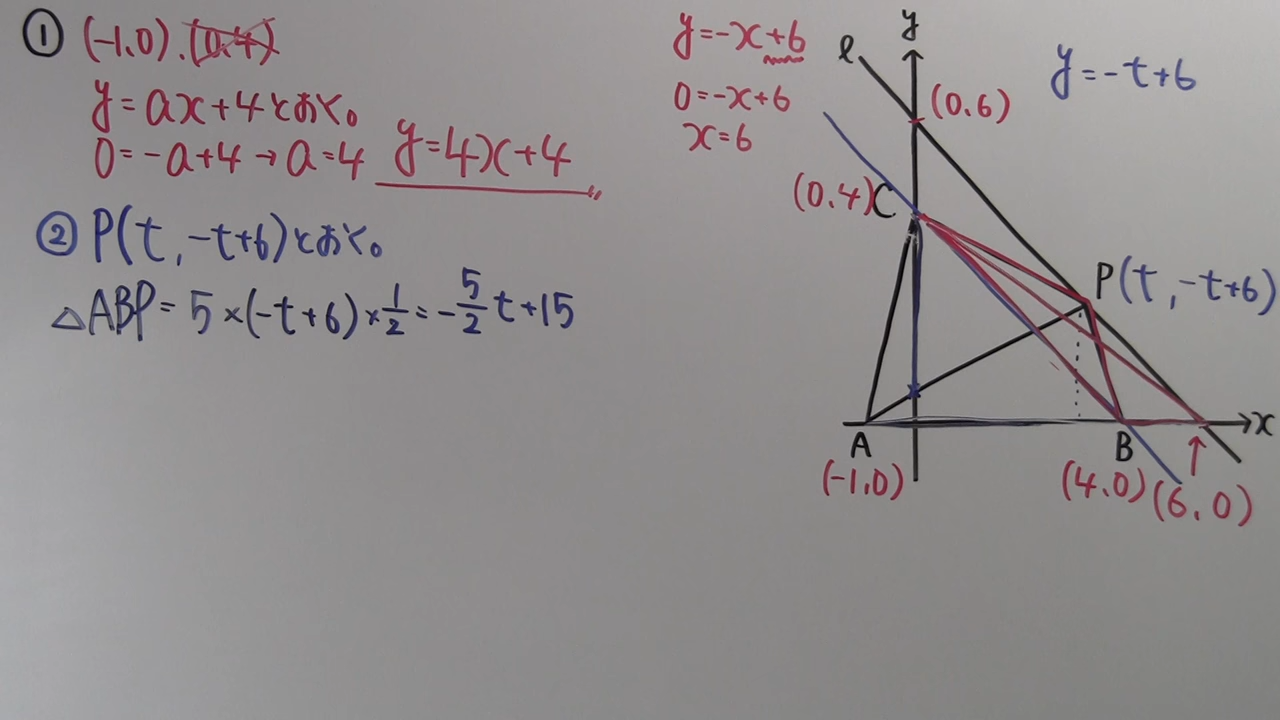 ① (-1,0).(0.4)
y=ax+4とおく。
0=-a+4→a=4 y=4x+4
② P(t,-t+6)とおく。
△ABP=5×(-t+6)×1/2=-5/2t+15
y=-x+6
0=-x+6
x=6
y=-t+6
y
ℓ
(0.6)
(0.4)C
P(t,-t+6)
x
A
B
(-1,0)
(4.0)
(6,0)